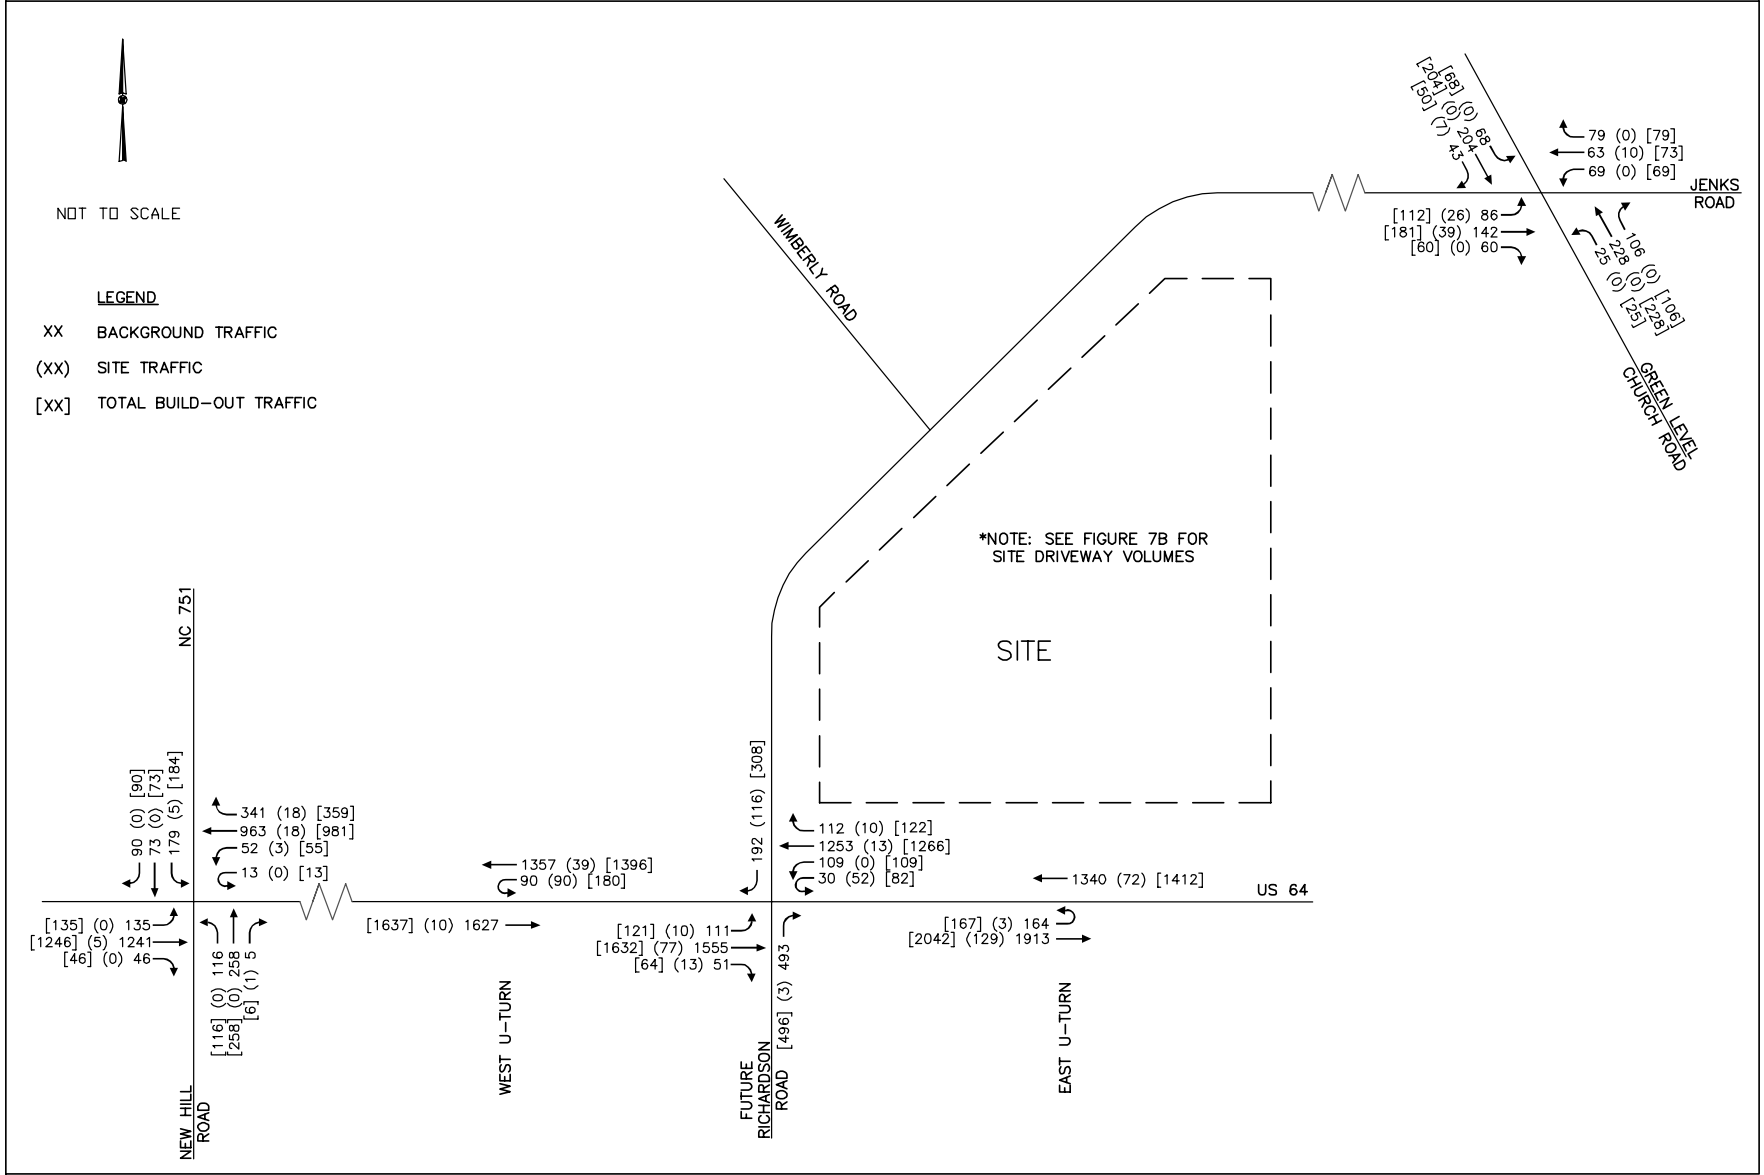 NOT TO SCALE
LEGEND
XX BACKGROUND TRAFFIC
(XX) SITE TRAFFIC
[XX] TOTAL BUILD-OUT TRAFFIC
WIMBERLY ROAD
[68] (0) 68
[204] (0) 204
[50] (7) 43
79 (0) [79]
63 (10) [73]
69 (0) [69]
JENKS
ROAD
[112] (26) 86
[181] (39) 142
[60] (0) 60
106 (0) [106]
228 (0) [228]
25 (0) [25]
GREEN LEVEL
CHURCH ROAD
*NOTE: SEE FIGURE 7B FOR
SITE DRIVEWAY VOLUMES
SITE
NC 751
90 (0) [90]
73 (0) [73]
179 (5) [184]
341 (18) [359]
963 (18) [981]
52 (3) [55]
13 (0) [13]
[135] (0) 135
[1246] (5) 1241
[46] (0) 46
[116] (0) 116
[258] (0) 258
[6] (1) 5
NEW HILL
ROAD
1357 (39) [1396]
90 (90) [180]
[1637] (10) 1627
WEST U-TURN
192 (116) [308]
112 (10) [122]
1253 (13) [1266]
109 (0) [109]
30 (52) [82]
[121] (10) 111
[1632] (77) 1555
[64] (13) 51
[496] (3) 493
FUTURE
RICHARDSON
ROAD
1340 (72) [1412]
US 64
[167] (3) 164
[2042] (129) 1913
EAST U-TURN